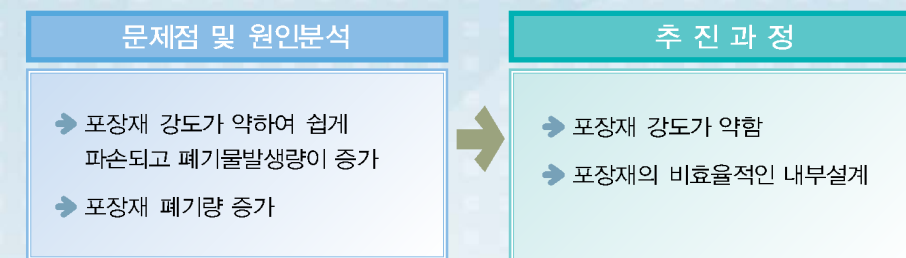 문제점 및 원인분석
포장재 강도가 약하여 쉽게
파손되고 폐기물발생량이 증가
포장재 폐기량 증가
추 진 과 정
포장재 강도가 약함
포장재의 비효율적인 내부설계